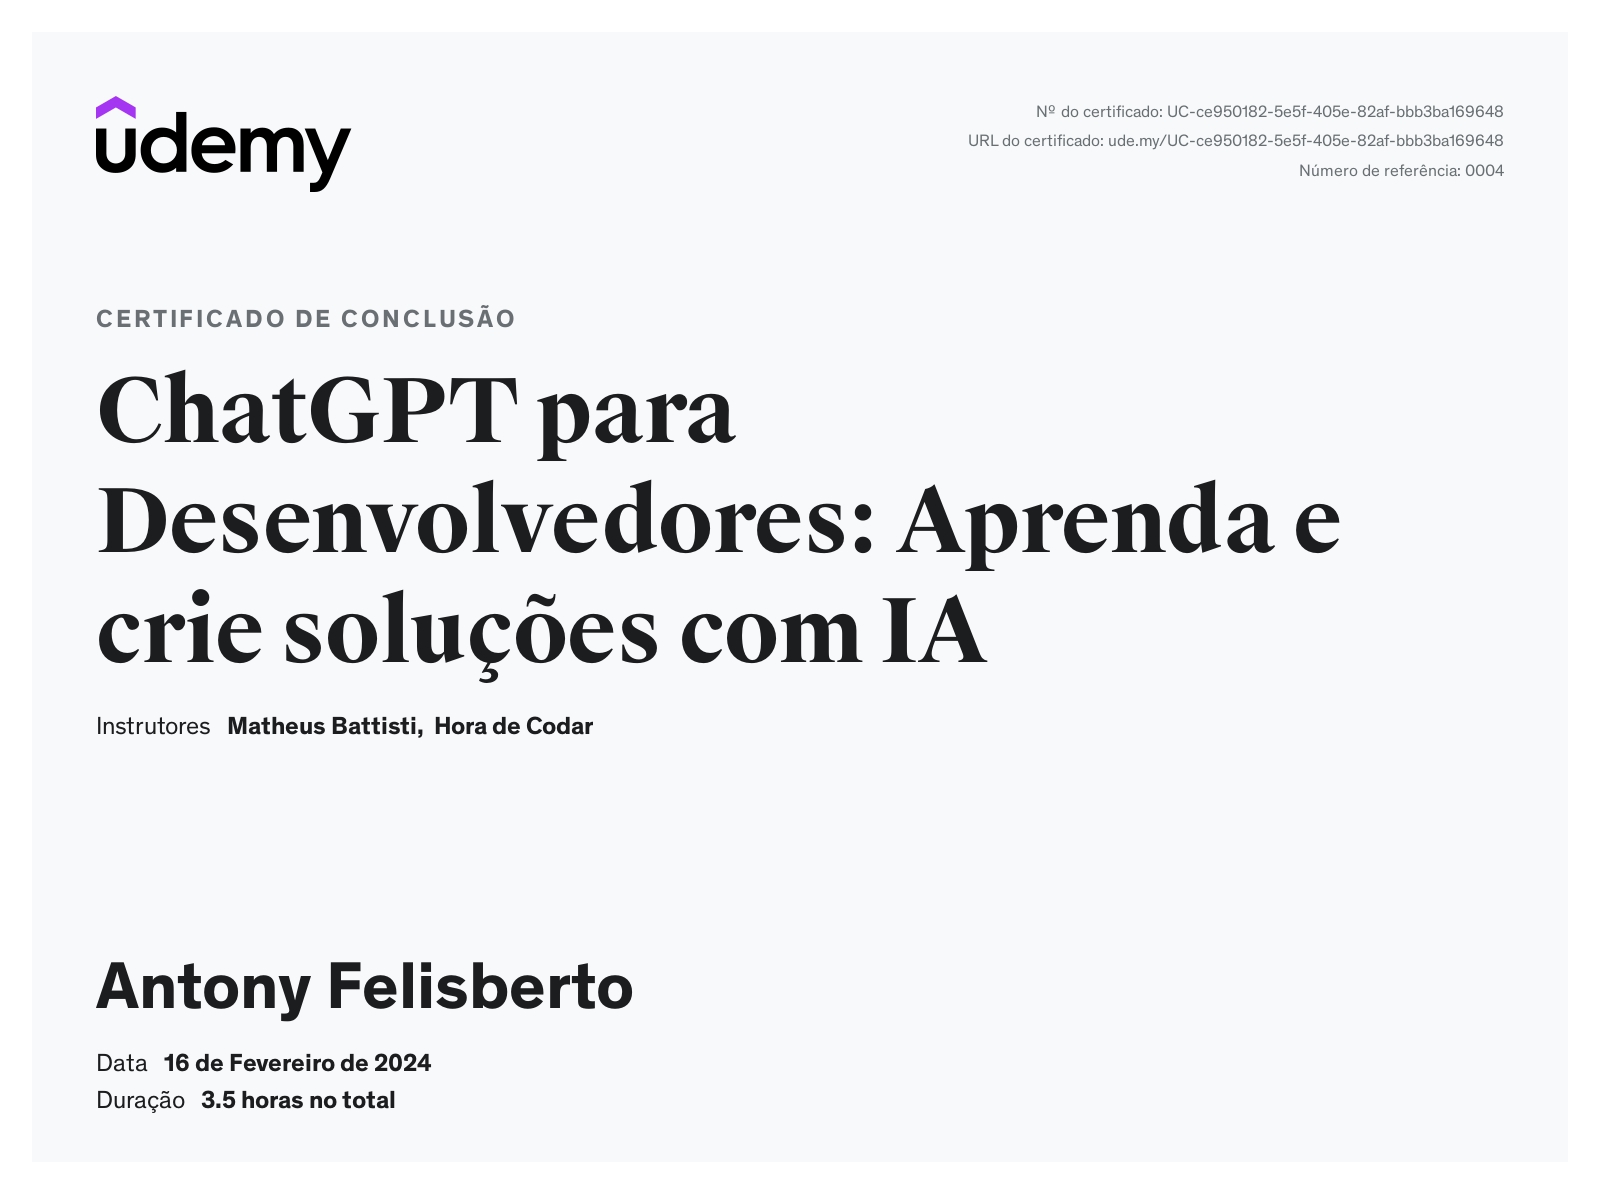 udemy
Nº do certificado: UC-ce950182-5e5f-405e-82af-bbb3ba169648
URL do certificado: ude.my/UC-ce950182-5e5f-405e-82af-bbb3ba169648
Número de referência: 0004
CERTIFICADO DE CONCLUSÃO
ChatGPT para
Desenvolvedores: Aprenda e
crie soluções com IA
Instrutores Matheus Battisti, Hora de Codar
Antony Felisberto
Data 16 de Fevereiro de 2024
Duração 3.5 horas no total